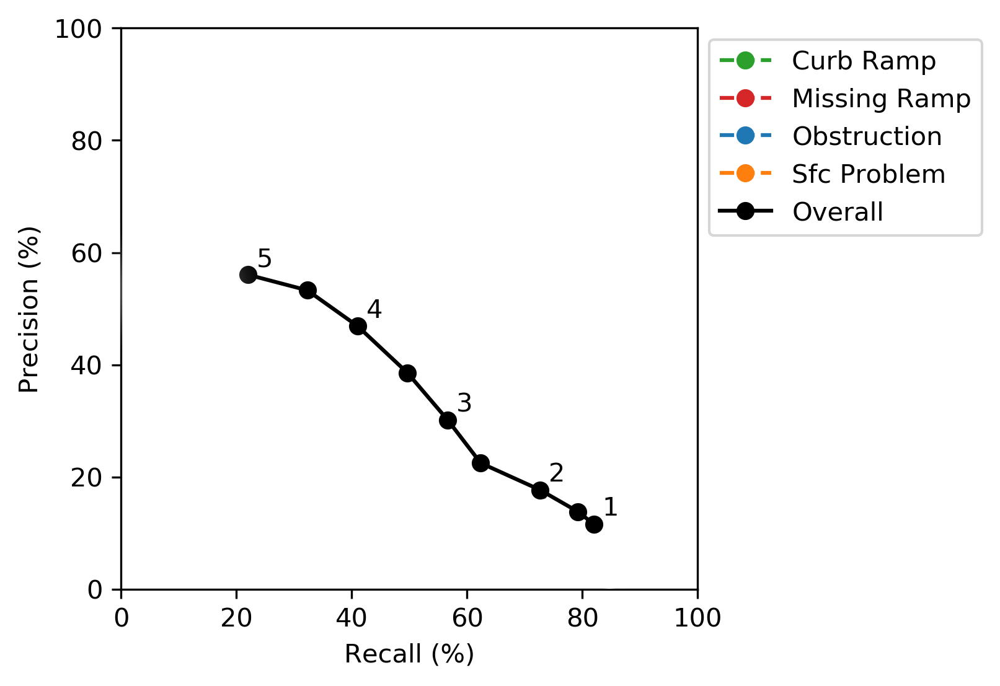 100
80
60
40
20
0
Precision (%)
5
4
3
2
1
0 20 40 60 80 100
Recall (%)
Curb Ramp
Missing Ramp
Obstruction
Sfc Problem
Overall